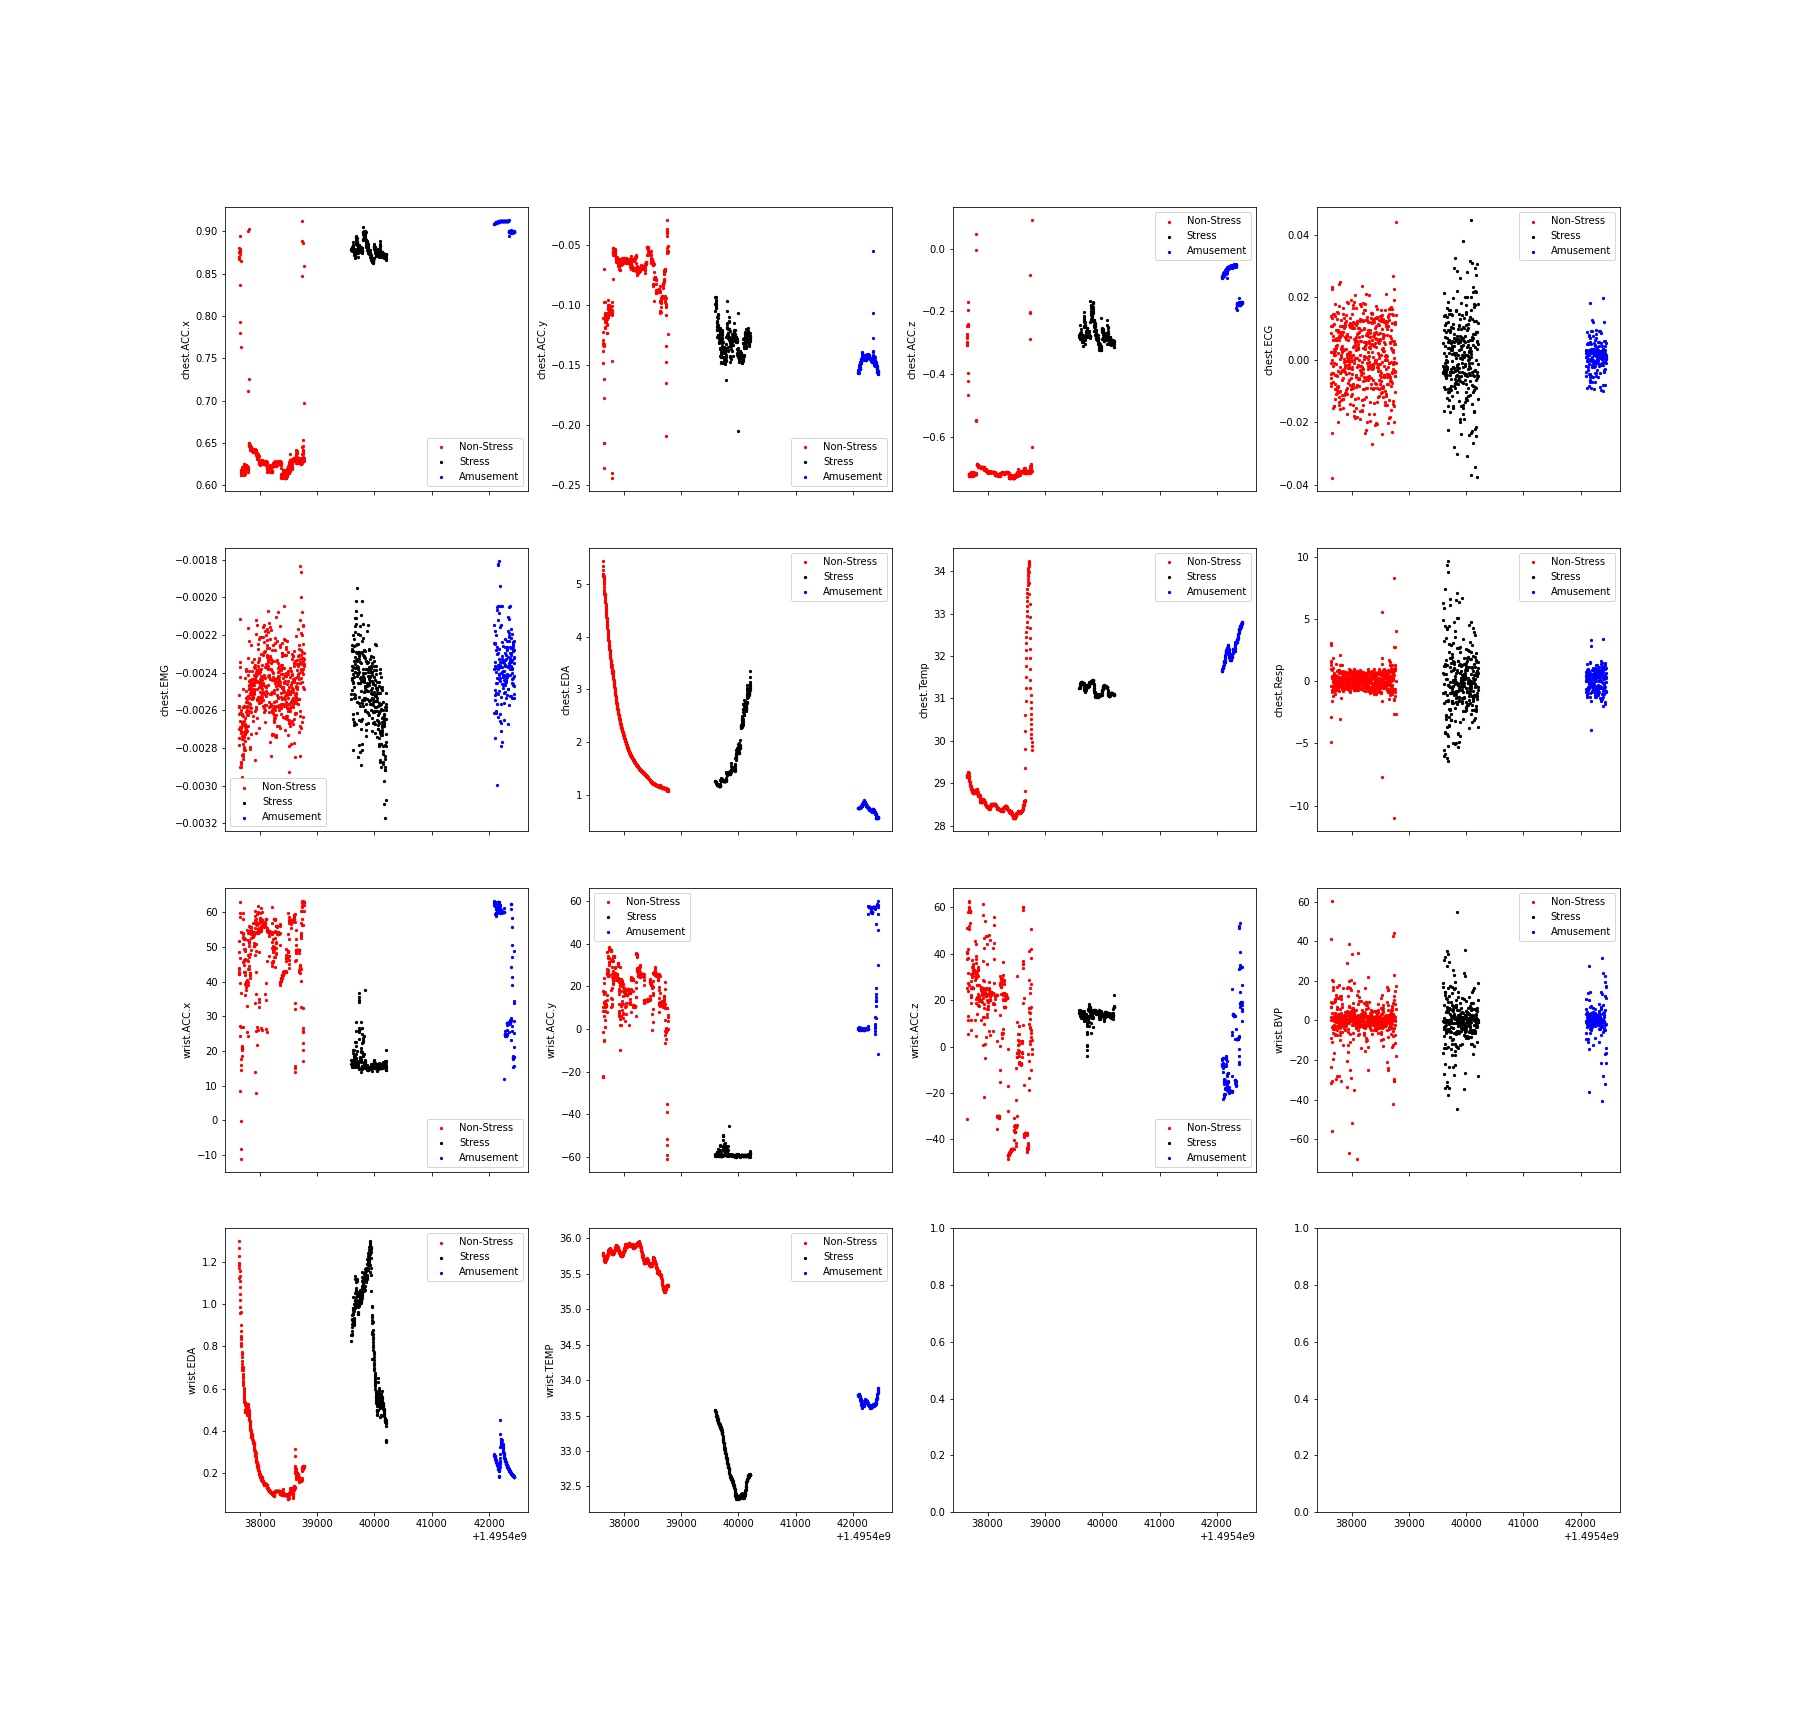 chest.ACC.x
0.90
0.85
0.80
0.75
0.70
0.65
0.60
Non-Stress
Stress
Amusement
chest.ACC.y
−0.05
−0.10
−0.15
−0.20
−0.25
Non-Stress
Stress
Amusement
chest.ACC.z
0.0
−0.2
−0.4
−0.6
Non-Stress
Stress
Amusement
chest.ECG
0.04
0.02
0.00
−0.02
−0.04
Non-Stress
Stress
Amusement
chest.EMG
−0.0018
−0.0020
−0.0022
−0.0024
−0.0026
−0.0028
−0.0030
−0.0032
Non-Stress
Stress
Amusement
chest.EDA
5
4
3
2
1
Non-Stress
Stress
Amusement
chest.Temp
34
33
32
31
30
29
28
Non-Stress
Stress
Amusement
chest.Resp
10
5
0
−5
−10
Non-Stress
Stress
Amusement
wrist.ACC.x
60
50
40
30
20
10
0
−10
Non-Stress
Stress
Amusement
wrist.ACC.y
60
40
20
0
−20
−40
−60
Non-Stress
Stress
Amusement
wrist.ACC.z
60
40
20
0
−20
−40
Non-Stress
Stress
Amusement
wrist.BVP
60
40
20
0
−20
−40
−60
Non-Stress
Stress
Amusement
wrist.EDA
1.2
1.0
0.8
0.6
0.4
0.2
Non-Stress
Stress
Amusement
38000 39000 40000 41000 42000
+1.4954e9
wrist.TEMP
36.0
35.5
35.0
34.5
34.0
33.5
33.0
32.5
Non-Stress
Stress
Amusement
38000 39000 40000 41000 42000
+1.4954e9
1.0
0.8
0.6
0.4
0.2
0.0
38000 39000 40000 41000 42000
+1.4954e9
1.0
0.8
0.6
0.4
0.2
0.0
38000 39000 40000 41000 42000
+1.4954e9